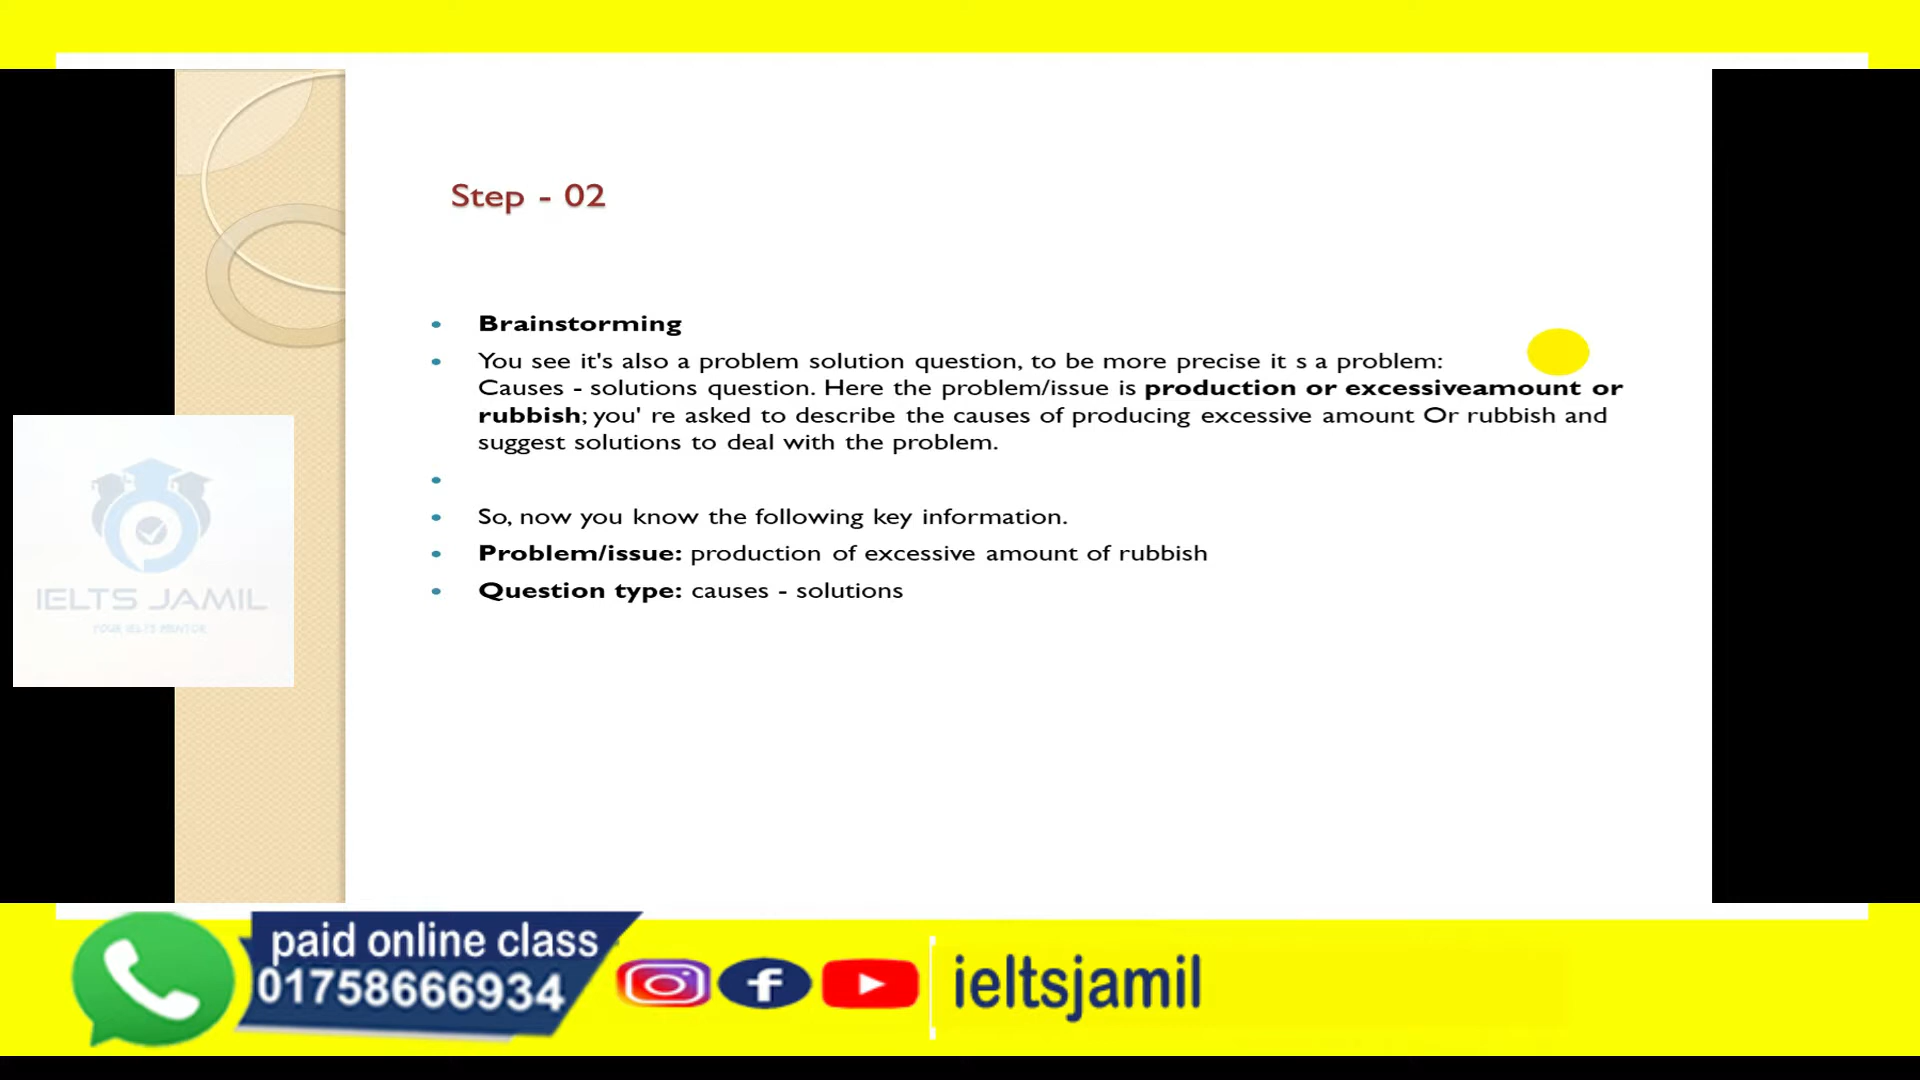 Step - 02
Brainstorming
You see it's also a problem solution question, to be more precise it s a problem:
Causes - solutions question. Here the problem/issue is production or excessiveamount or
rubbish; you' re asked to describe the causes of producing excessive amount Or rubbish and
suggest solutions to deal with the problem.
So, now you know the following key information.
Problem/issue: production of excessive amount of rubbish
Question type: causes - solutions
IELTS JAMIL
YOUR IELTS MENTOR
paid online class
01758666934
ieltsjamil